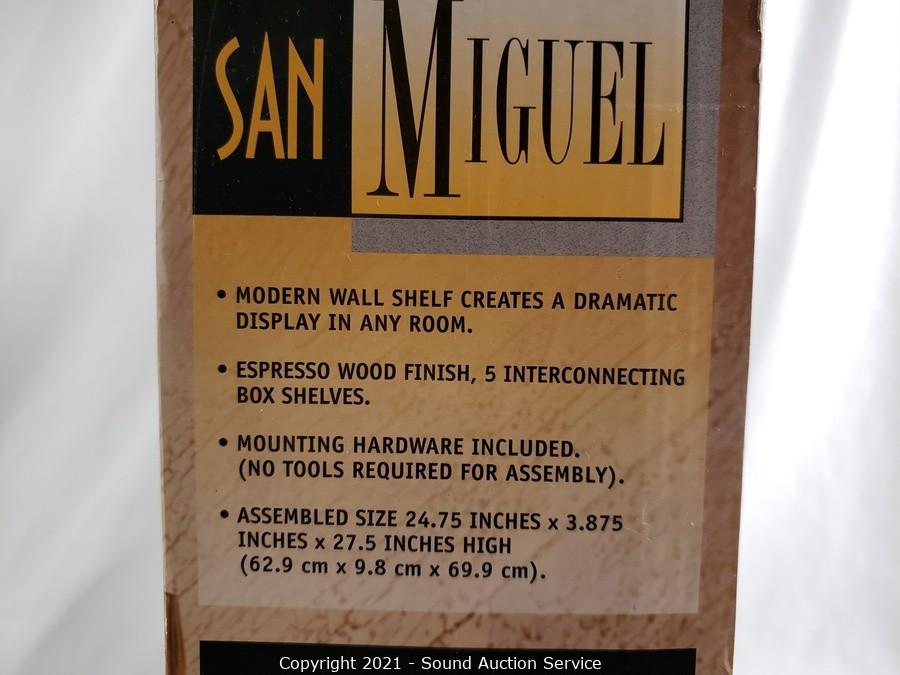 SAN MIGUEL
• MODERN WALL SHELF CREATES A DRAMATIC
DISPLAY IN ANY ROOM.
• ESPRESSO WOOD FINISH, 5 INTERCONNECTING
BOX SHELVES.
• MOUNTING HARDWARE INCLUDED.
(NO TOOLS REQUIRED FOR ASSEMBLY).
• ASSEMBLED SIZE 24.75 INCHES x 3.875
INCHES x 27.5 INCHES HIGH
(62.9 cm x 9.8 cm x 69.9 cm).
Copyright 2021 - Sound Auction Service